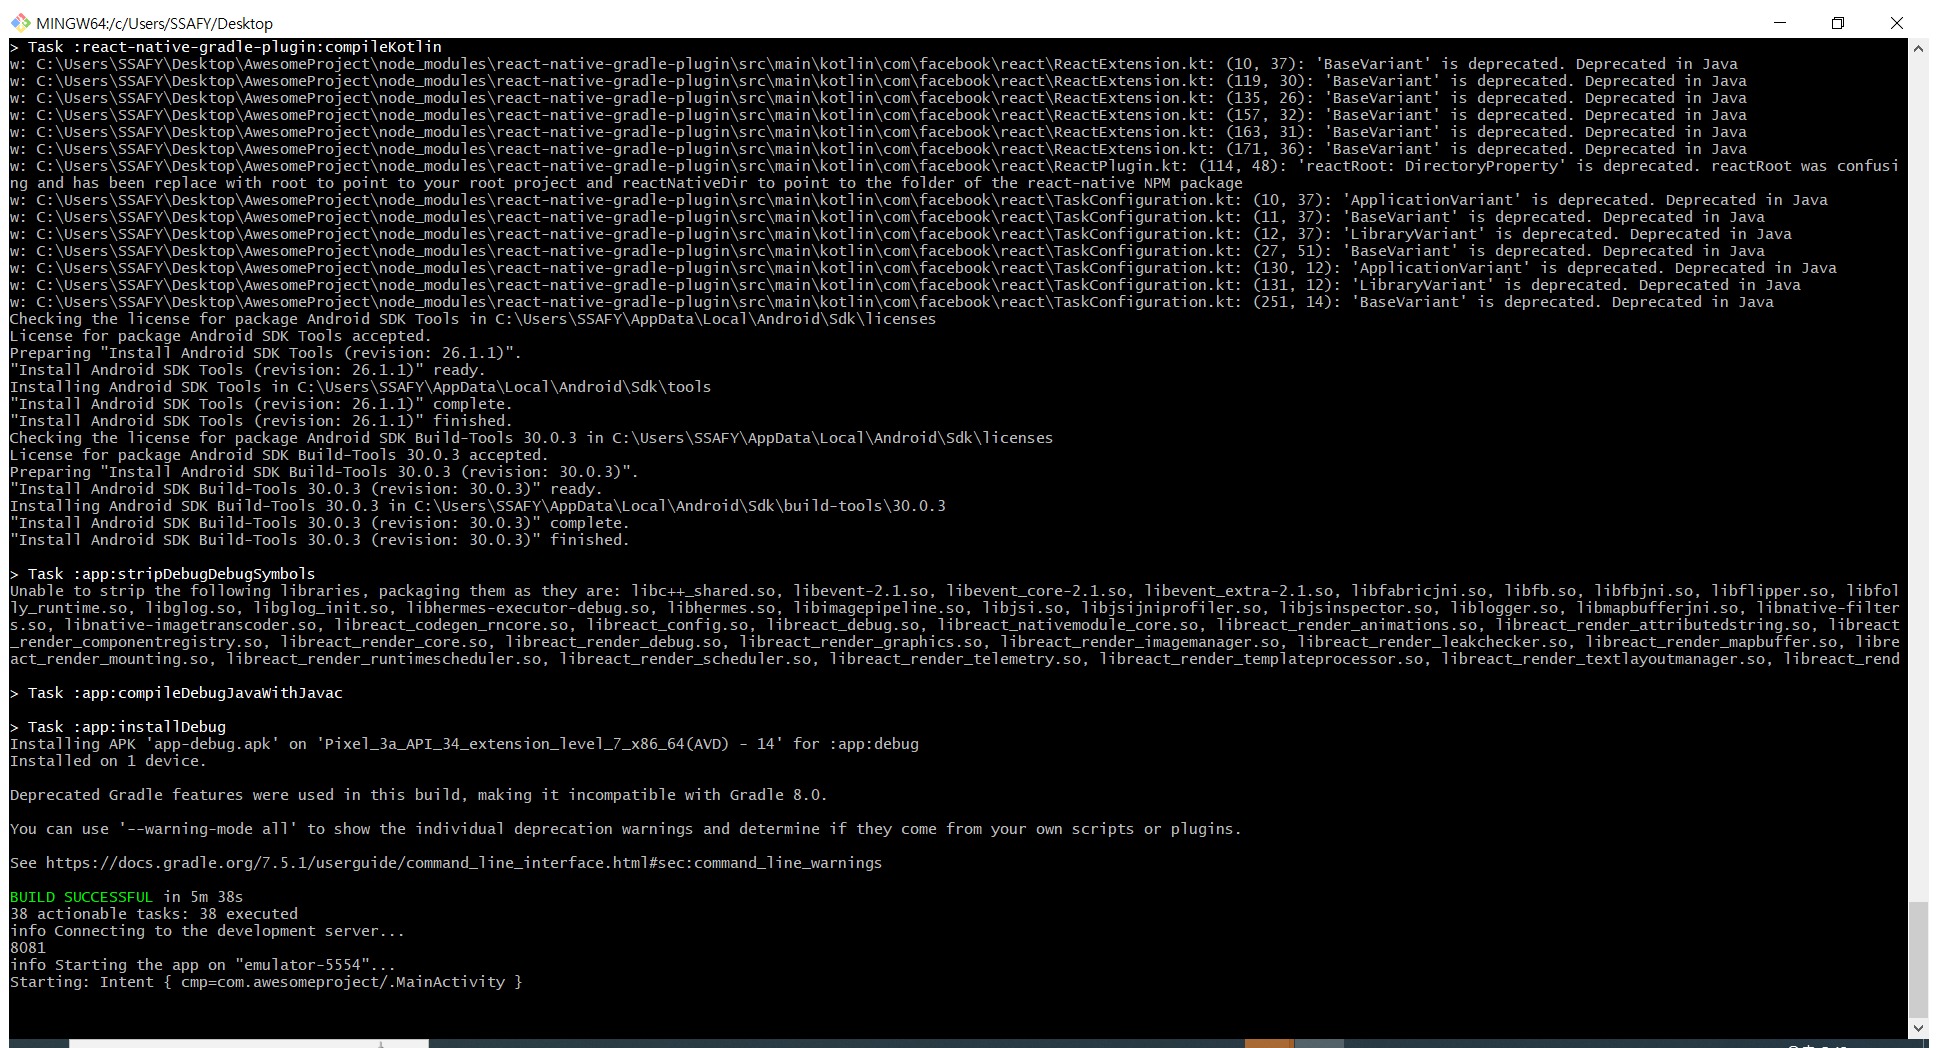 MINGW64:/c/Users/SSAFY/Desktop
> Task :react-native-gradle-plugin:compileKotlin
w: C:\Users\SSAFY\Desktop\AwesomeProject\node_modules\react-native-gradle-plugin\src\main\kotlin\com\facebook\react\ReactExtension.kt: (10, 37): 'BaseVariant' is deprecated. Deprecated in Java
w: C:\Users\SSAFY\Desktop\AwesomeProject\node_modules\react-native-gradle-plugin\src\main\kotlin\com\facebook\react\ReactExtension.kt: (119, 30): 'BaseVariant' is deprecated. Deprecated in Java
w: C:\Users\SSAFY\Desktop\AwesomeProject\node_modules\react-native-gradle-plugin\src\main\kotlin\com\facebook\react\ReactExtension.kt: (135, 26): 'BaseVariant' is deprecated. Deprecated in Java
w: C:\Users\SSAFY\Desktop\AwesomeProject\node_modules\react-native-gradle-plugin\src\main\kotlin\com\facebook\react\ReactExtension.kt: (157, 32): 'BaseVariant' is deprecated. Deprecated in Java
w: C:\Users\SSAFY\Desktop\AwesomeProject\node_modules\react-native-gradle-plugin\src\main\kotlin\com\facebook\react\ReactExtension.kt: (163, 31): 'BaseVariant' is deprecated. Deprecated in Java
w: C:\Users\SSAFY\Desktop\AwesomeProject\node_modules\react-native-gradle-plugin\src\main\kotlin\com\facebook\react\ReactExtension.kt: (171, 36): 'BaseVariant' is deprecated. Deprecated in Java
w: C:\Users\SSAFY\Desktop\AwesomeProject\node_modules\react-native-gradle-plugin\src\main\kotlin\com\facebook\react\ReactPlugin.kt: (114, 48): 'reactRoot: DirectoryProperty' is deprecated. reactRoot was confusi
ng and has been replace with root to point to your root project and reactNativeDir to point to the folder of the react-native NPM package
w: C:\Users\SSAFY\Desktop\AwesomeProject\node_modules\react-native-gradle-plugin\src\main\kotlin\com\facebook\react\TaskConfiguration.kt: (10, 37): 'ApplicationVariant' is deprecated. Deprecated in Java
w: C:\Users\SSAFY\Desktop\AwesomeProject\node_modules\react-native-gradle-plugin\src\main\kotlin\com\facebook\react\TaskConfiguration.kt: (11, 37): 'BaseVariant' is deprecated. Deprecated in Java
w: C:\Users\SSAFY\Desktop\AwesomeProject\node_modules\react-native-gradle-plugin\src\main\kotlin\com\facebook\react\TaskConfiguration.kt: (12, 37): 'LibraryVariant' is deprecated. Deprecated in Java
w: C:\Users\SSAFY\Desktop\AwesomeProject\node_modules\react-native-gradle-plugin\src\main\kotlin\com\facebook\react\TaskConfiguration.kt: (27, 51): 'BaseVariant' is deprecated. Deprecated in Java
w: C:\Users\SSAFY\Desktop\AwesomeProject\node_modules\react-native-gradle-plugin\src\main\kotlin\com\facebook\react\TaskConfiguration.kt: (130, 12): 'ApplicationVariant' is deprecated. Deprecated in Java
w: C:\Users\SSAFY\Desktop\AwesomeProject\node_modules\react-native-gradle-plugin\src\main\kotlin\com\facebook\react\TaskConfiguration.kt: (131, 12): 'LibraryVariant' is deprecated. Deprecated in Java
w: C:\Users\SSAFY\Desktop\AwesomeProject\node_modules\react-native-gradle-plugin\src\main\kotlin\com\facebook\react\TaskConfiguration.kt: (251, 14): 'BaseVariant' is deprecated. Deprecated in Java
Checking the license for package Android SDK Tools in C:\Users\SSAFY\AppData\Local\Android\Sdk\licenses
License for package Android SDK Tools accepted.
Preparing "Install Android SDK Tools (revision: 26.1.1)".
"Install Android SDK Tools (revision: 26.1.1)" ready.
Installing Android SDK Tools in C:\Users\SSAFY\AppData\Local\Android\Sdk\tools
"Install Android SDK Tools (revision: 26.1.1)" complete.
"Install Android SDK Tools (revision: 26.1.1)" finished.
Checking the license for package Android SDK Build-Tools 30.0.3 in C:\Users\SSAFY\AppData\Local\Android\Sdk\licenses
License for package Android SDK Build-Tools 30.0.3 accepted.
Preparing "Install Android SDK Build-Tools 30.0.3 (revision: 30.0.3)".
"Install Android SDK Build-Tools 30.0.3 (revision: 30.0.3)" ready.
Installing Android SDK Build-Tools 30.0.3 in C:\Users\SSAFY\AppData\Local\Android\Sdk\build-tools\30.0.3
"Install Android SDK Build-Tools 30.0.3 (revision: 30.0.3)" complete.
"Install Android SDK Build-Tools 30.0.3 (revision: 30.0.3)" finished.
> Task :app:stripDebugDebugSymbols
Unable to strip the following libraries, packaging them as they are: libc++_shared.so, libevent-2.1.so, libevent_core-2.1.so, libevent_extra-2.1.so, libfabricjni.so, libfb.so, libfbjni.so, libflipper.so, libfol
ly_runtime.so, libglog.so, libglog_init.so, libhermes-executor-debug.so, libhermes.so, libimagepipeline.so, libjsi.so, libjsijniprofiler.so, libjsinspector.so, liblogger.so, libmapbufferjni.so, libnative-filter
s.so, libnative-imagetranscoder.so, libreact_codegen_rncore.so, libreact_config.so, libreact_debug.so, libreact_nativemodule_core.so, libreact_render_animations.so, libreact_render_attributedstring.so, libreact
_render_componentregistry.so, libreact_render_core.so, libreact_render_debug.so, libreact_render_graphics.so, libreact_render_imagemanager.so, libreact_render_leakchecker.so, libreact_render_mapbuffer.so, libre
act_render_mounting.so, libreact_render_runtimescheduler.so, libreact_render_scheduler.so, libreact_render_telemetry.so, libreact_render_templateprocessor.so, libreact_render_textlayoutmanager.so, libreact_rend
> Task :app:compileDebugJavaWithJavac
> Task :app:installDebug
Installing APK 'app-debug.apk' on 'Pixel_3a_API_34_extension_level_7_x86_64(AVD) - 14' for :app:debug
Installed on 1 device.
Deprecated Gradle features were used in this build, making it incompatible with Gradle 8.0.
You can use '--warning-mode all' to show the individual deprecation warnings and determine if they come from your own scripts or plugins.
See https://docs.gradle.org/7.5.1/userguide/command_line_interface.html#sec:command_line_warnings
BUILD SUCCESSFUL in 5m 38s
38 actionable tasks: 38 executed
info Connecting to the development server...
8081
info Starting the app on "emulator-5554"...
Starting: Intent { cmp=com.awesomeproject/.MainActivity }